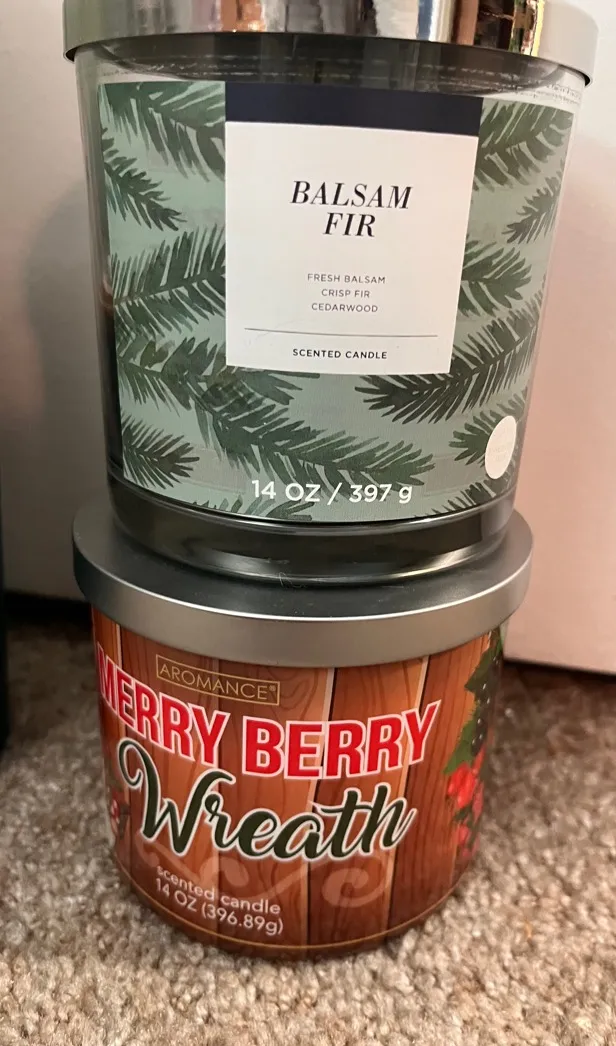 BALSAM
FIR
FRESH BALSAM
CRISP FIR
CEDARWOOD
SCENTED CANDLE
14 OZ / 397 g
AROMANCE®
MERRY BERRY
Wreath
scented candle
14 OZ (396.89g)